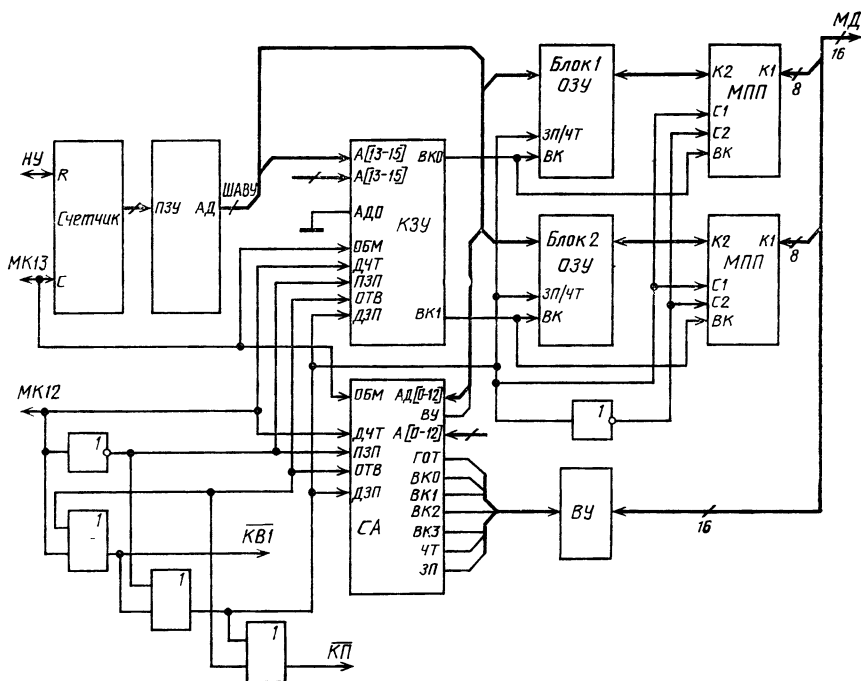 МД
16
Блок 1
ОЗУ
ЗП/ЧТ
ВК
К2
К1
МПП
8
С1
С2
ВК
НУ
R
Счетчик
МК13
С
ПЗУ
АД
ШАВУ
А[13-15]
А[13-15]
АДО
КЗУ
ОБМ
ДЧТ
ПЗП
ОТВ
ДЗП
ВК0
ВК1
Блок 2
ОЗУ
ЗП/ЧТ
ВК
К2
К1
МПП
8
С1
С2
ВК
МК12
1
1
КВ1
1
1
КП
ОБМ
ДЧТ
ПЗП
ОТВ
ДЗП
СА
АД[0-12]
ВУ
А[0-12]
ГОТ
ВК0
ВК1
ВК2
ВК3
ЧТ
ЗП
1
ВУ
16